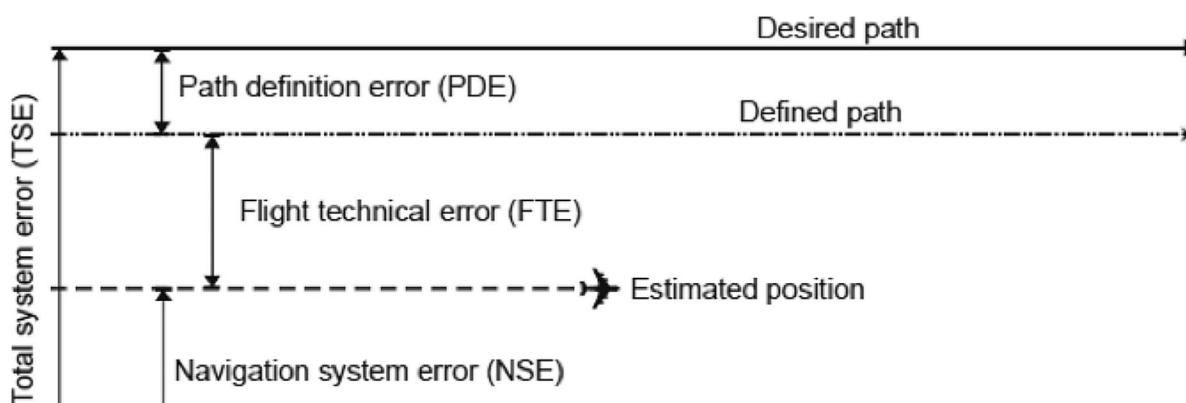 Desired path
Path definition error (PDE)
Defined path
Flight technical error (FTE)
Estimated position
Navigation system error (NSE)
Total system error (TSE)